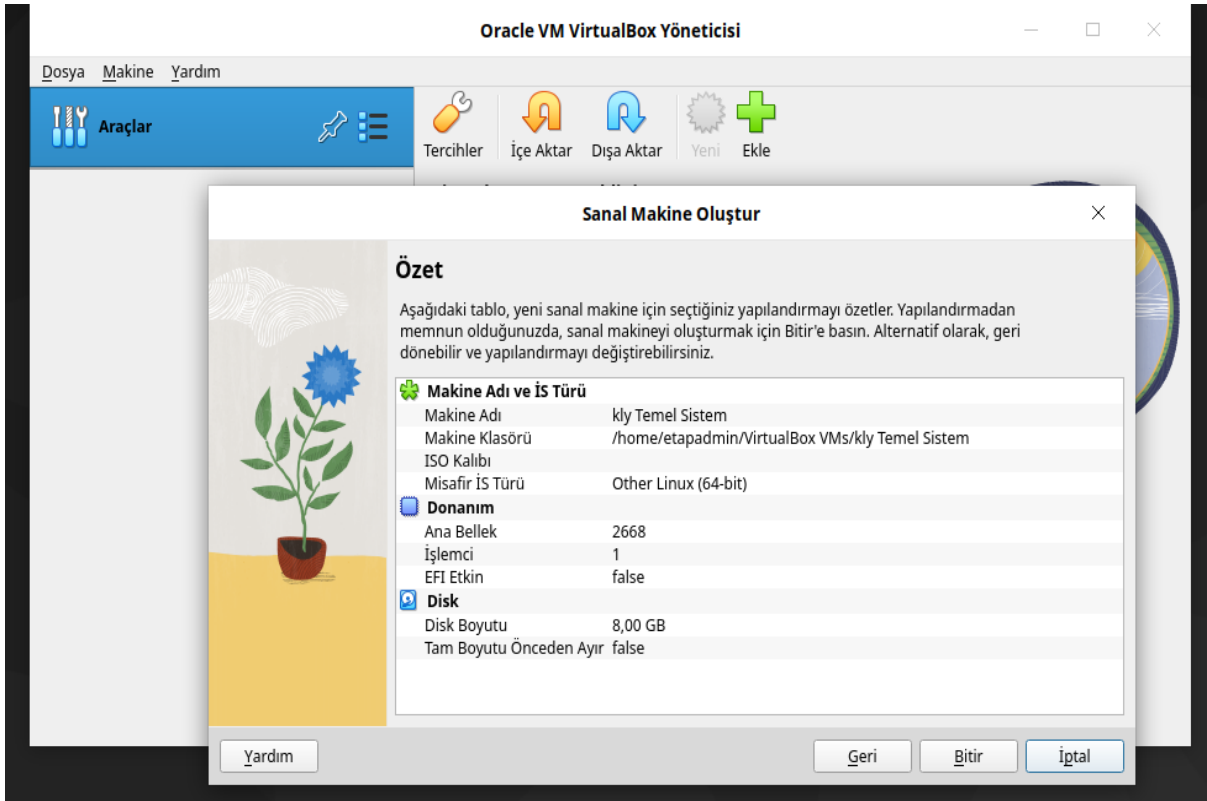 Oracle VM VirtualBox Yöneticisi
Dosya Makine Yardım
Araçlar
Tercihler İçe Aktar Dışa Aktar Yeni Ekle
Sanal Makine Oluştur
Özet
Aşağıdaki tablo, yeni sanal makine için seçtiğiniz yapılandırmayı özetler. Yapılandırmadan
memnun olduğunuzda, sanal makineyi oluşturmak için Bitir'e basın. Alternatif olarak, geri
dönebilir ve yapılandırmayı değiştirebilirsiniz.
Makine Adı ve İS Türü
Makine Adı kly Temel Sistem
Makine Klasörü /home/etapadmin/VirtualBox VMs/kly Temel Sistem
ISO Kalıbı
Misafir İS Türü Other Linux (64-bit)
Donanım
Ana Bellek 2668
İşlemci 1
EFI Etkin false
Disk
Disk Boyutu 8,00 GB
Tam Boyutu Önceden Ayır false
Yardım Geri Bitir İptal